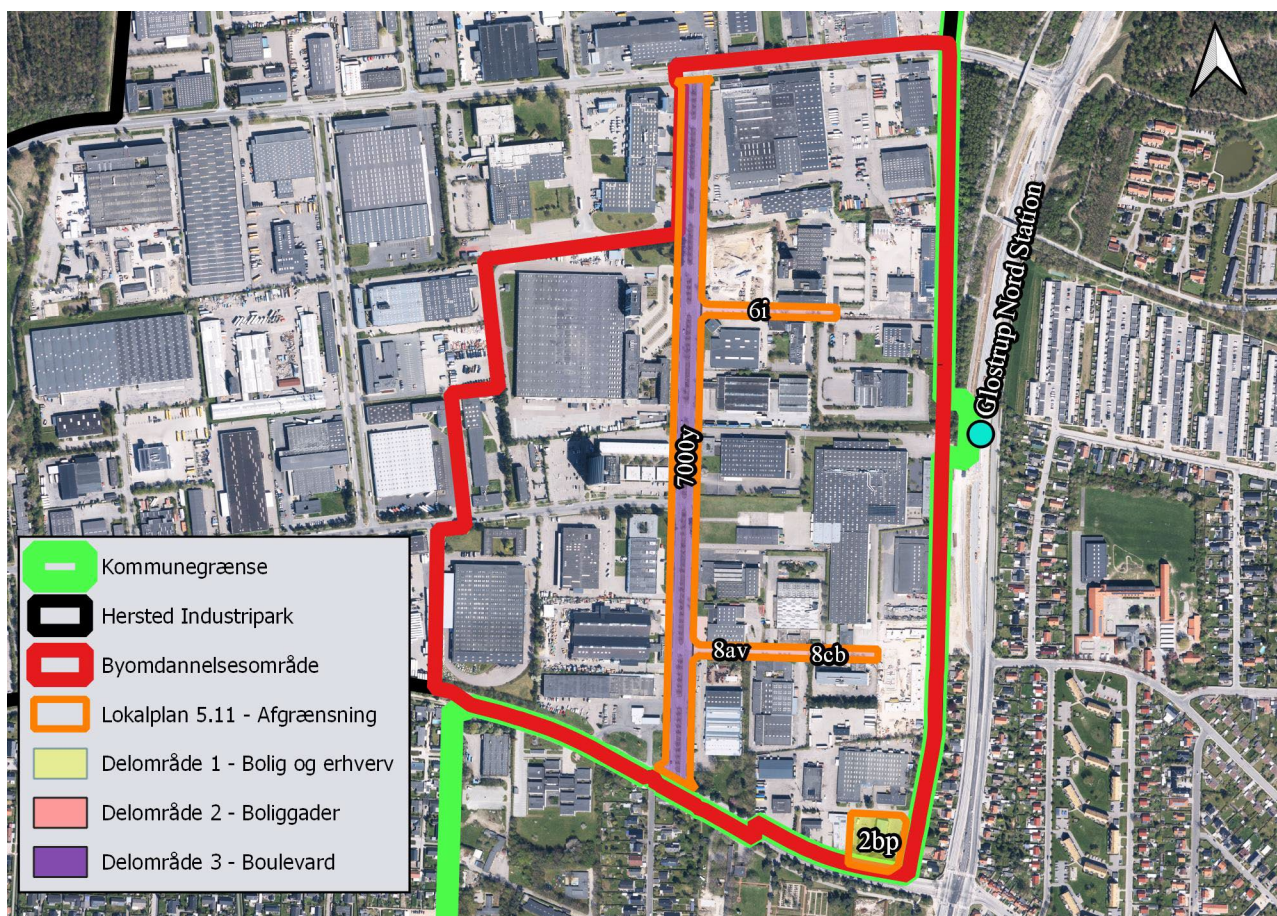 Glostrup Nord Station
6i
7000y
8av
8cb
2bp
Kommunegrænse
Hersted Industripark
Byomdannelsesområde
Lokalplan 5.11 - Afgrænsning
Delområde 1 - Bolig og erhverv
Delområde 2 - Boliggader
Delområde 3 - Boulevard